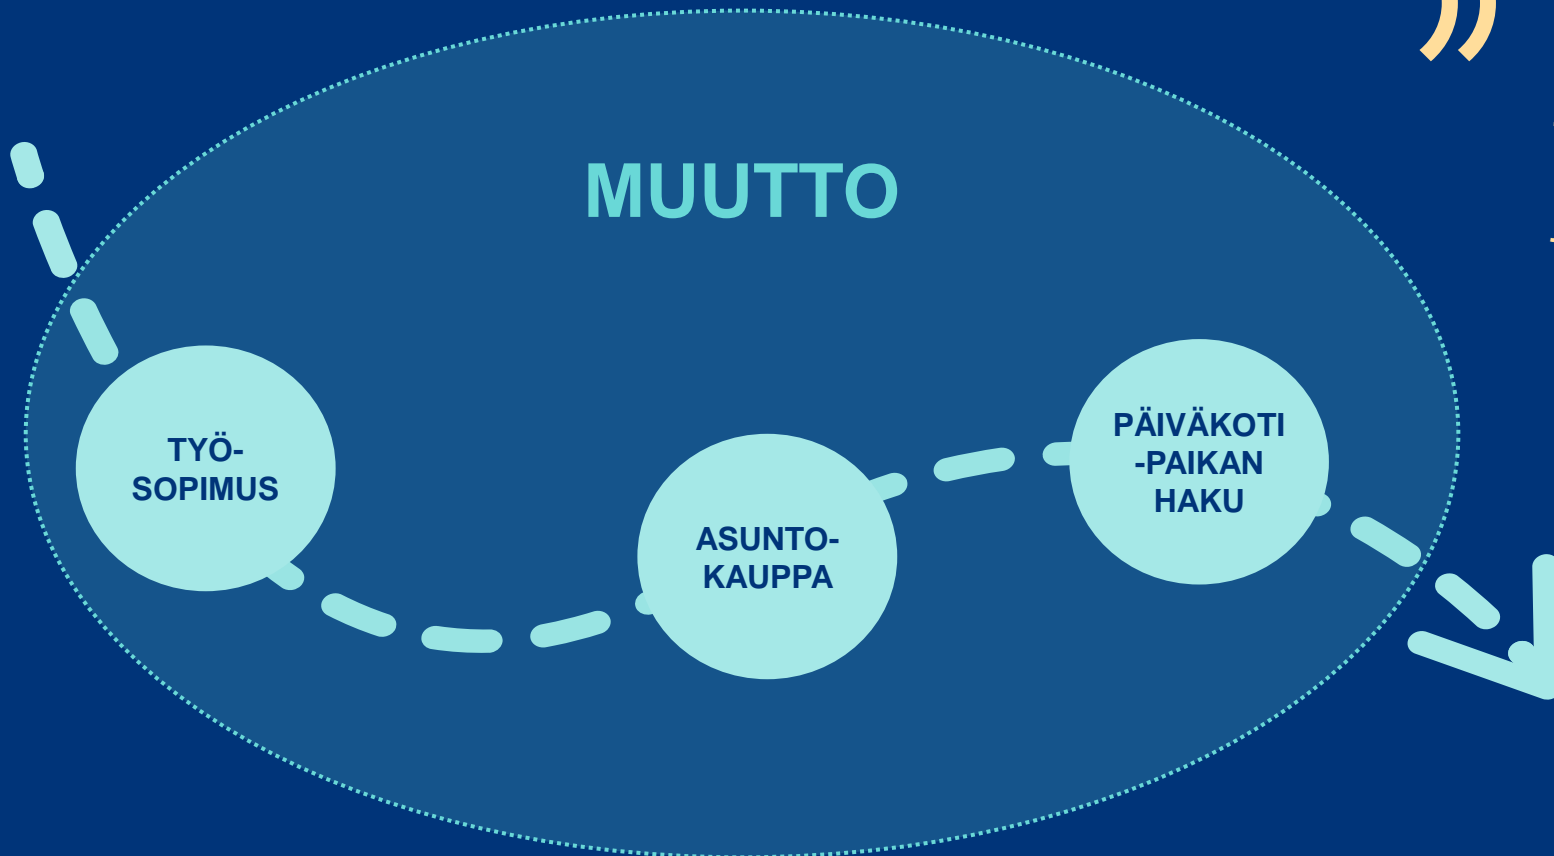 MUUTTO
TYÖ-
SOPIMUS
ASUNTO-
KAUPPA
PÄIVÄKOTI
-PAIKAN
HAKU